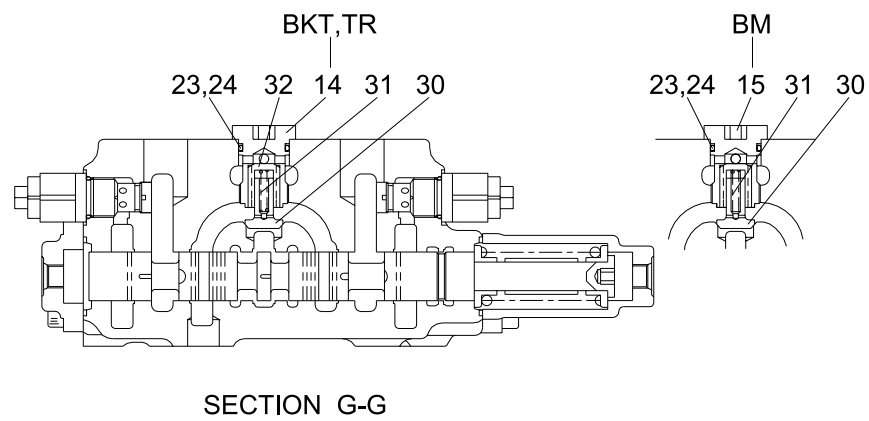 BKT,TR
BM
23,24 32 14 31 30
23,24 15 31 30
SECTION G-G